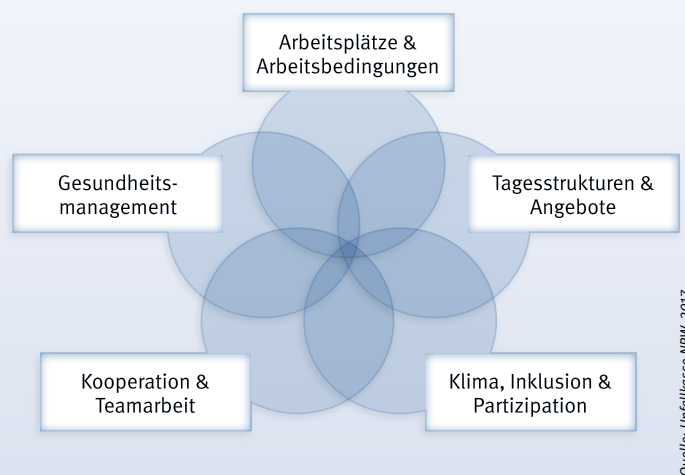 Arbeitsplätze &
Arbeitsbedingungen
Gesundheits-
management
Tagesstrukturen &
Angebote
Kooperation &
Teamarbeit
Klima, Inklusion &
Partizipation
Quelle: Unfallkasse NRW, 2017